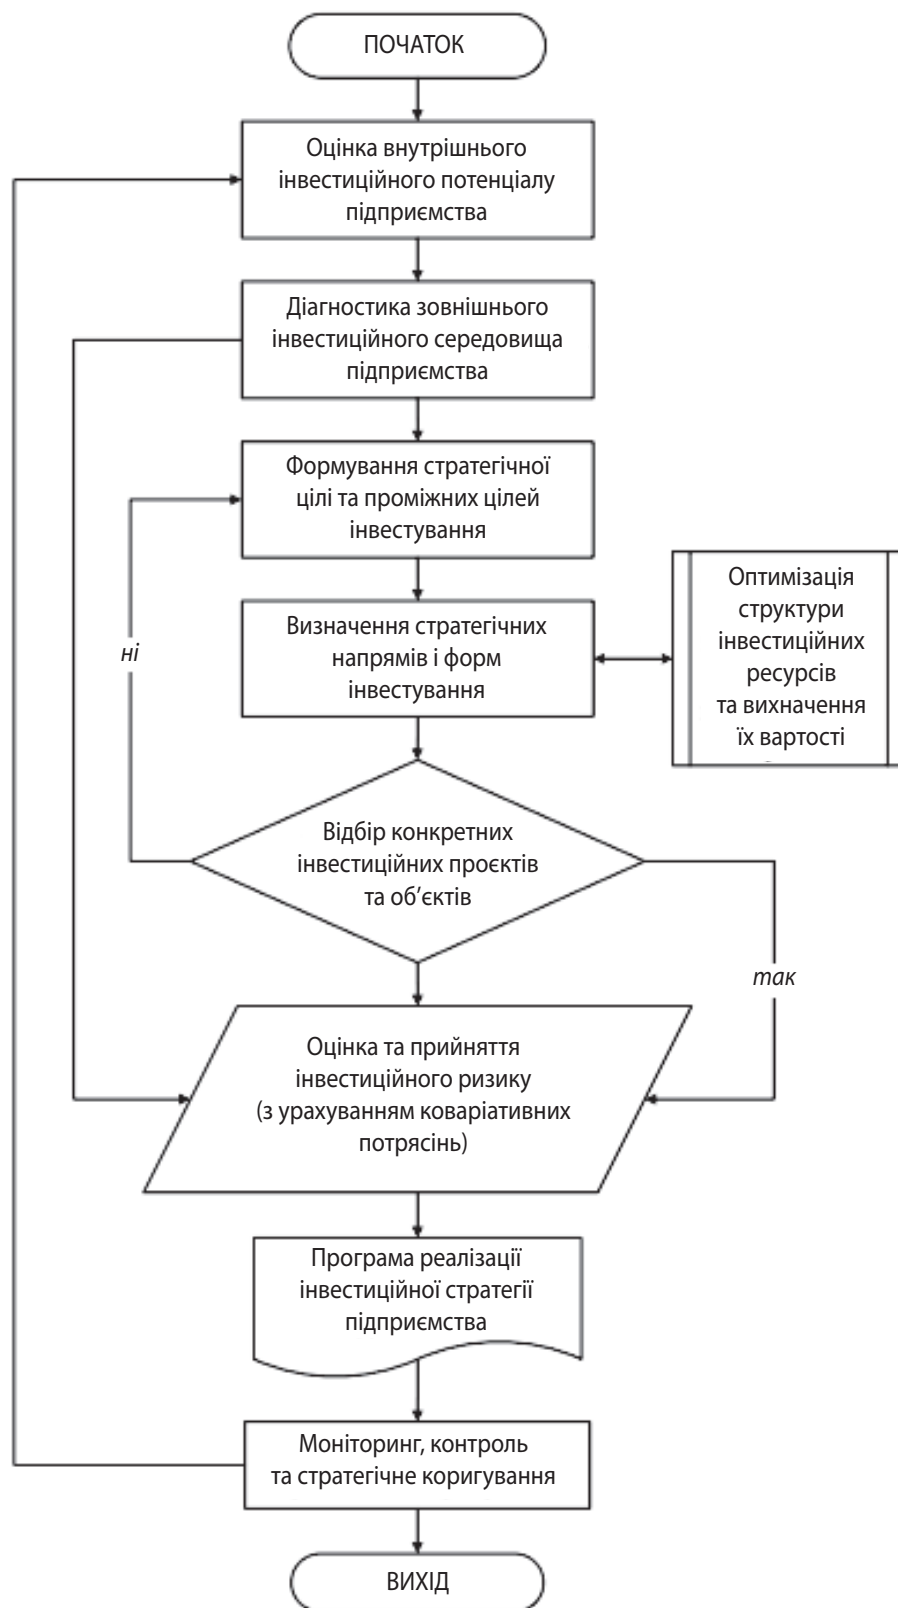 ПОЧАТОК
Оцінка внутрішнього
інвестиційного потенціалу
підприємства
Діагностика зовнішнього
інвестиційного середовища
підприємства
Формування стратегічної
цілі та проміжних цілей
інвестування
Визначення стратегічних
напрямів і форм
інвестування
Оптимізація
структури
інвестиційних
ресурсів
та вихначення
їх вартості
ні
Відбір конкретних
інвестиційних проєктів
та об’єктів
так
Оцінка та прийняття
інвестиційного ризику
(з урахуванням коваріативних
потрясінь)
Програма реалізації
інвестиційної стратегії
підприємства
Моніторинг, контроль
та стратегічне коригування
ВИХІД